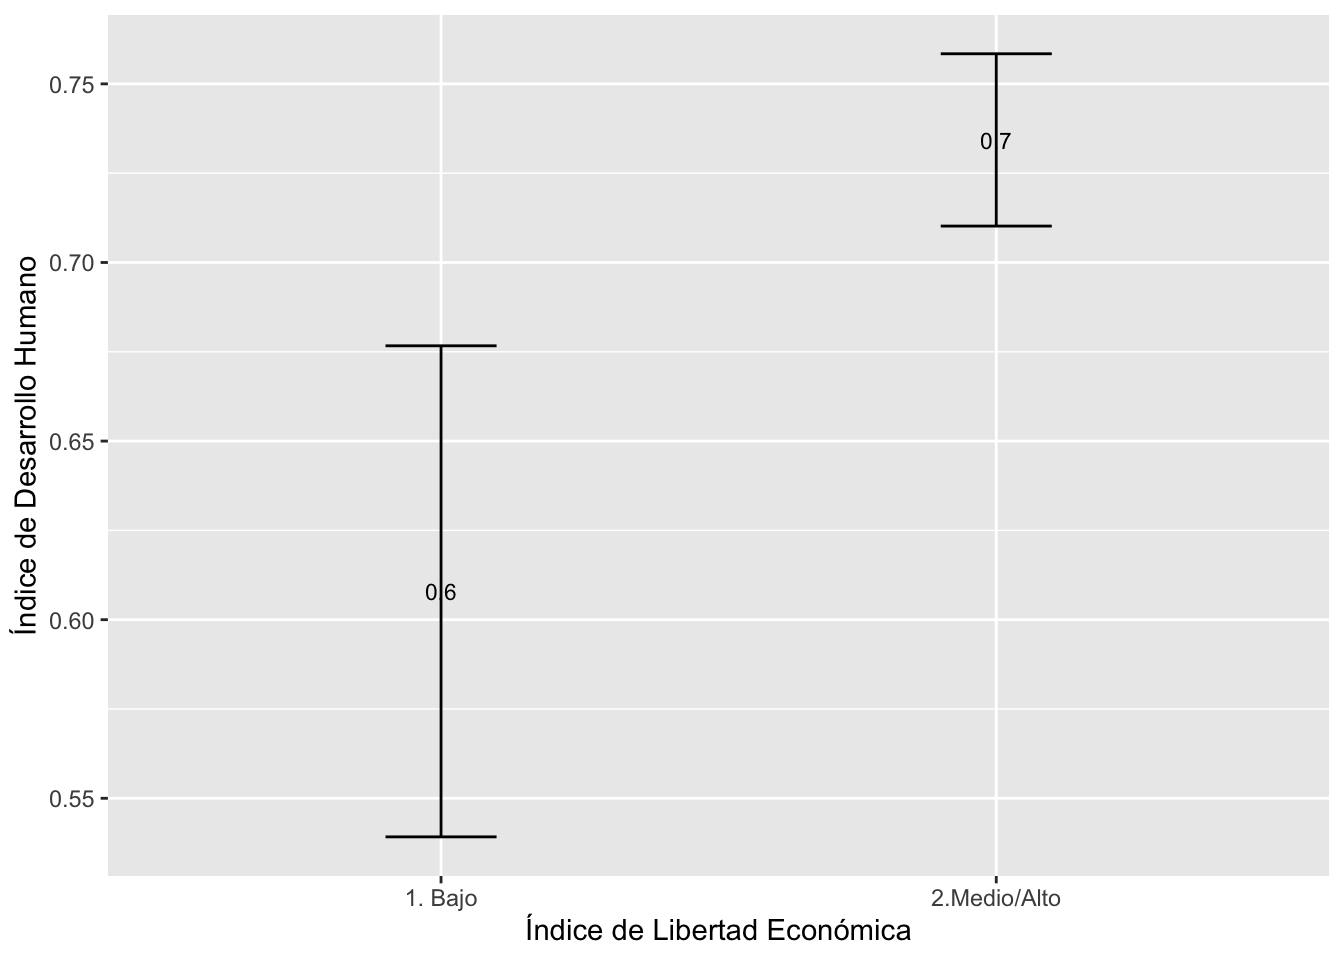 Índice de Desarrollo Humano
0.75
0.70
0.65
0.60
0.55
0.7
0.6
1. Bajo
2.Medio/Alto
Índice de Libertad Económica